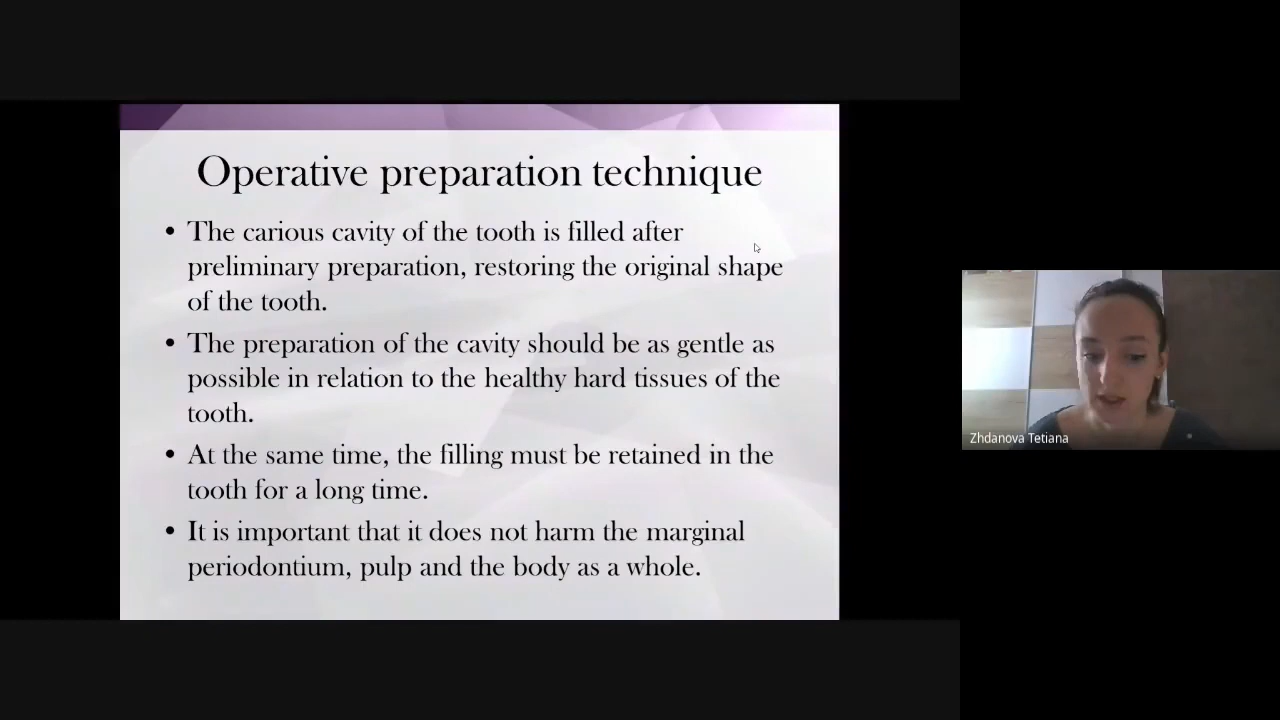 Operative preparation technique
• The carious cavity of the tooth is filled after
preliminary preparation, restoring the original shape
of the tooth.
• The preparation of the cavity should be as gentle as
possible in relation to the healthy hard tissues of the
tooth.
• At the same time, the filling must be retained in the
tooth for a long time.
• It is important that it does not harm the marginal
periodontium, pulp and the body as a whole.
Zhdanova Tetiana